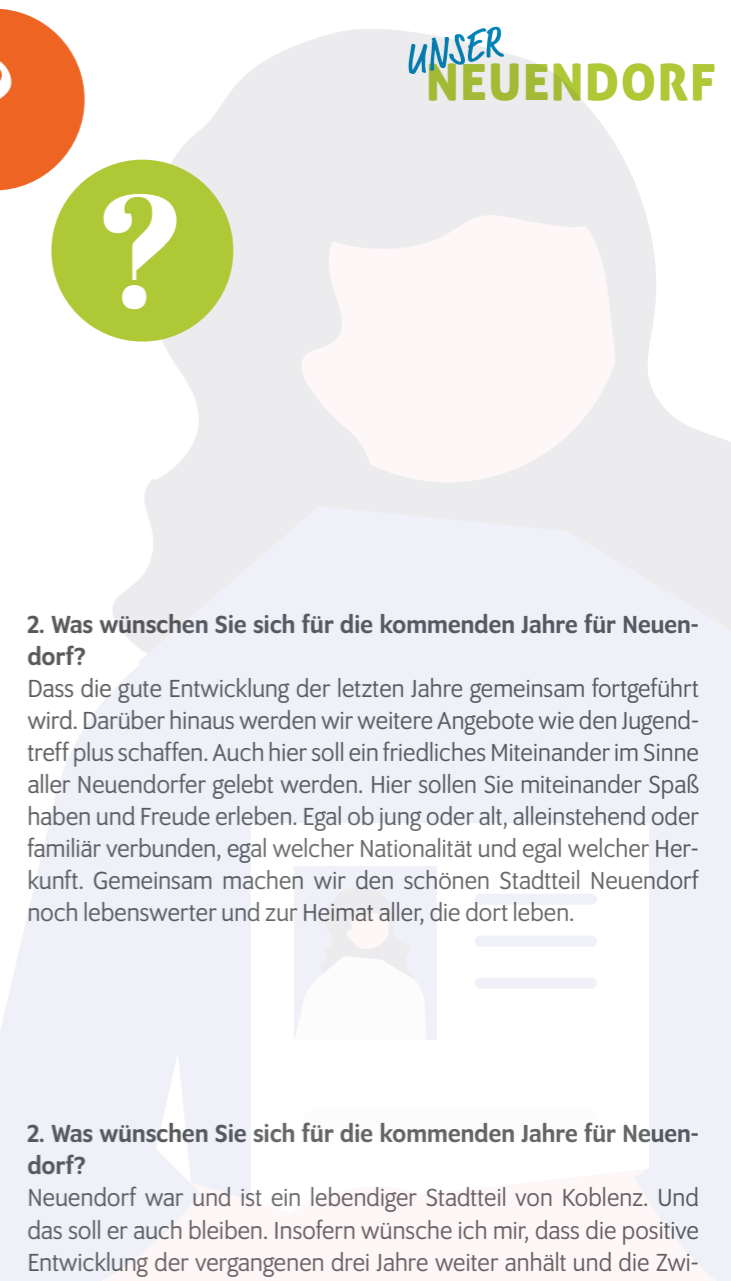 UNSER
NEUENDORF
?
2. Was wünschen Sie sich für die kommenden Jahre für Neuen-
dorf?
Dass die gute Entwicklung der letzten Jahre gemeinsam fortgeführt
wird. Darüber hinaus werden wir weitere Angebote wie den Jugend-
treff plus schaffen. Auch hier soll ein friedliches Miteinander im Sinne
aller Neuendorfer gelebt werden. Hier sollen Sie miteinander Spaß
haben und Freude erleben. Egal ob jung oder alt, alleinstehend oder
familiär verbunden, egal welcher Nationalität und egal welcher Her-
kunft. Gemeinsam machen wir den schönen Stadtteil Neuendorf
noch lebenswerter und zur Heimat aller, die dort leben.
2. Was wünschen Sie sich für die kommenden Jahre für Neuen-
dorf?
Neuendorf war und ist ein lebendiger Stadtteil von Koblenz. Und
das soll er auch bleiben. Insofern wünsche ich mir, dass die positive
Entwicklung der vergangenen drei Jahre weiter anhält und die Zwi-